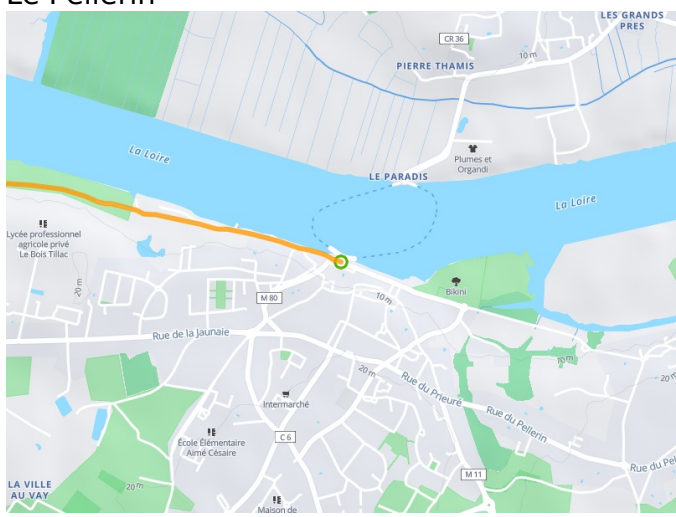 Le Pellerin
LES GRANDS
PRES
CR 36
10 m
PIERRE THAMIS
La Loire
Plumes et
Organdi
LE PARADIS
La Loire
Lycée professionnel
agricole privé
Le Bois Tillac
20 m
Bikini
M 80
10 m
Rue de la Jaunaie
20 m
20 m
Rue du Prieuré
Intermarché
Rue du Pellerin
C 6
École Élémentaire
Aimé Césaire
Rue du Pel
M 11
LA VILLE
AU VAY
20 m
Maison de